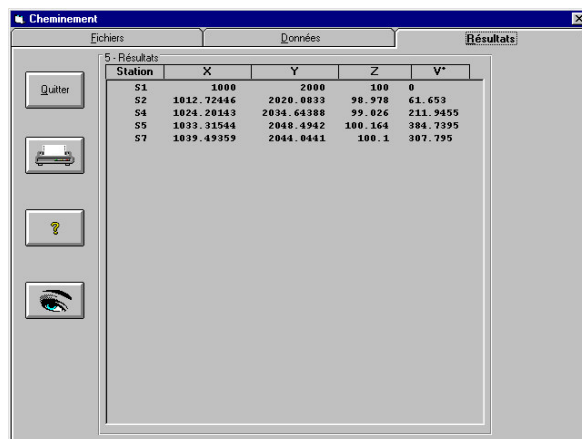 Cheminement
Fichiers Données Résultats
5 - Résultats
Quitter
Station X Y Z V°
S1 1000 2000 100 0
S2 1012.72446 2020.0833 98.978 61.653
S4 1024.20143 2034.64388 99.026 211.9455
S5 1033.31544 2048.4942 100.164 384.7395
S7 1039.49359 2044.0441 100.1 307.795
?